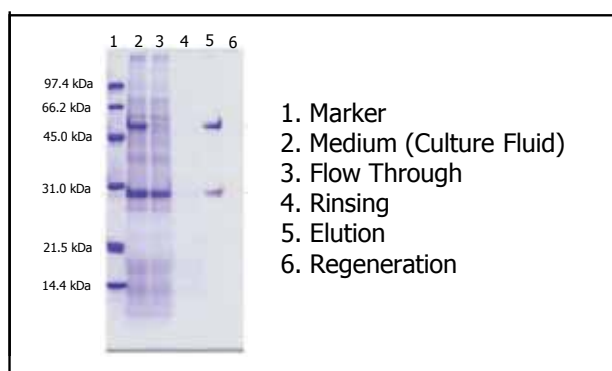 1 2 3 4 5 6
97.4 kDa
66.2 kDa
45.0 kDa
31.0 kDa
21.5 kDa
14.4 kDa
1. Marker
2. Medium (Culture Fluid)
3. Flow Through
4. Rinsing
5. Elution
6. Regeneration